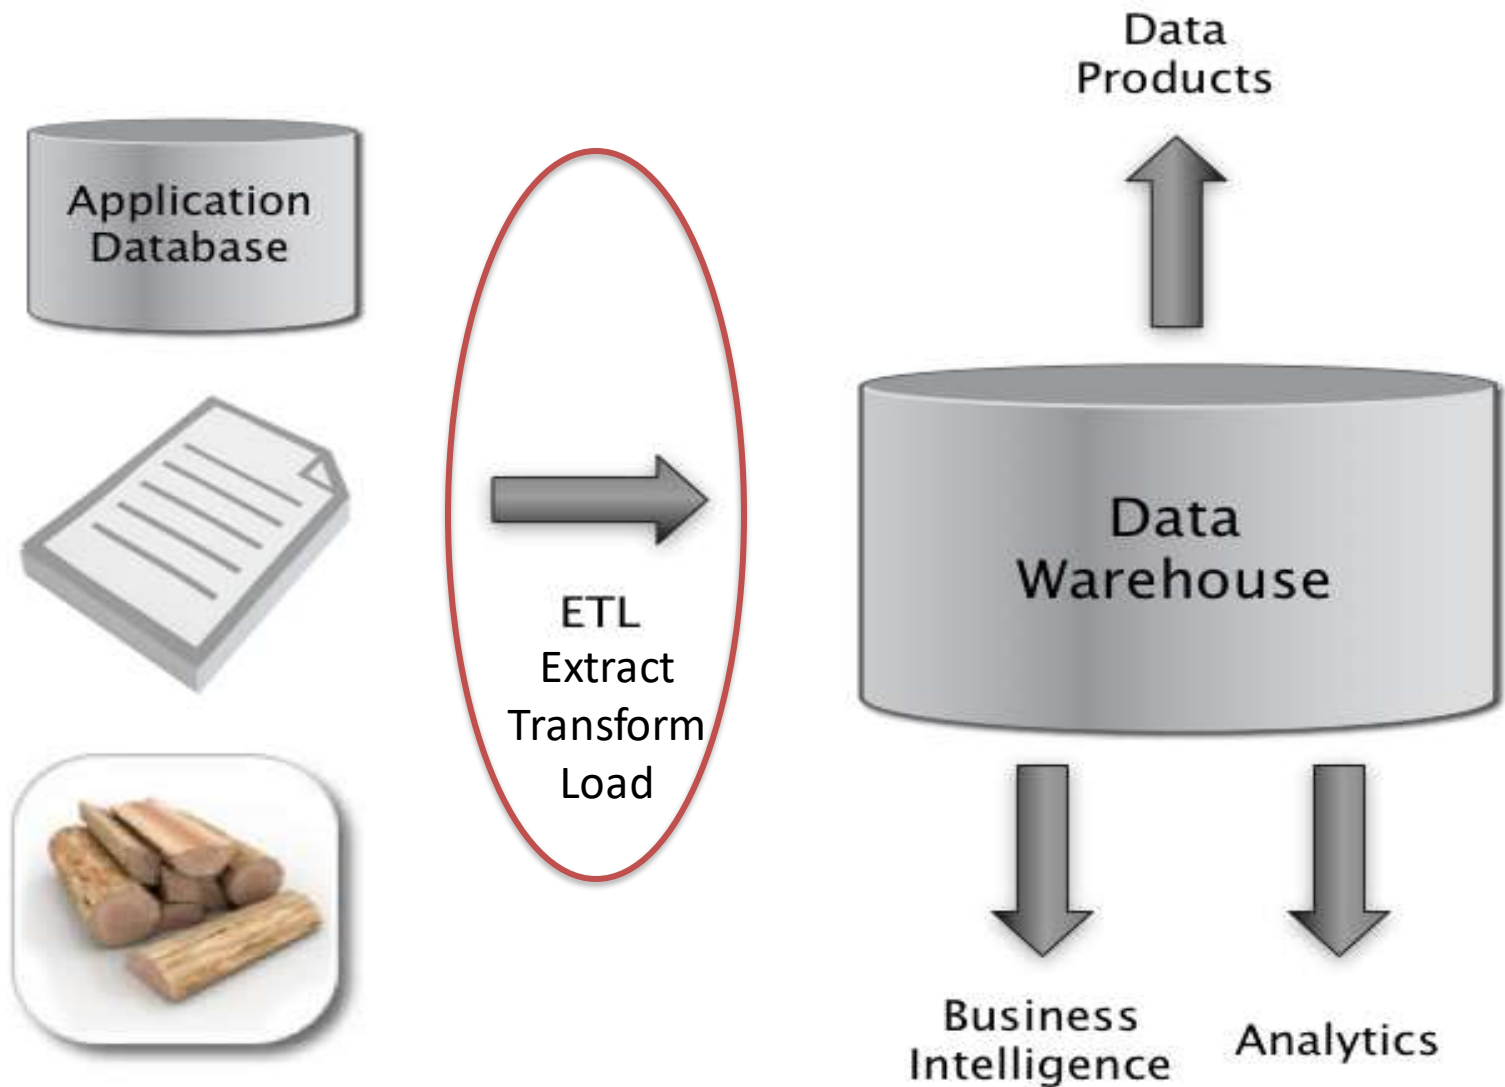 Application
Database
ETL
Extract
Transform
Load
Data
Products
Data
Warehouse
Business
Intelligence
Analytics